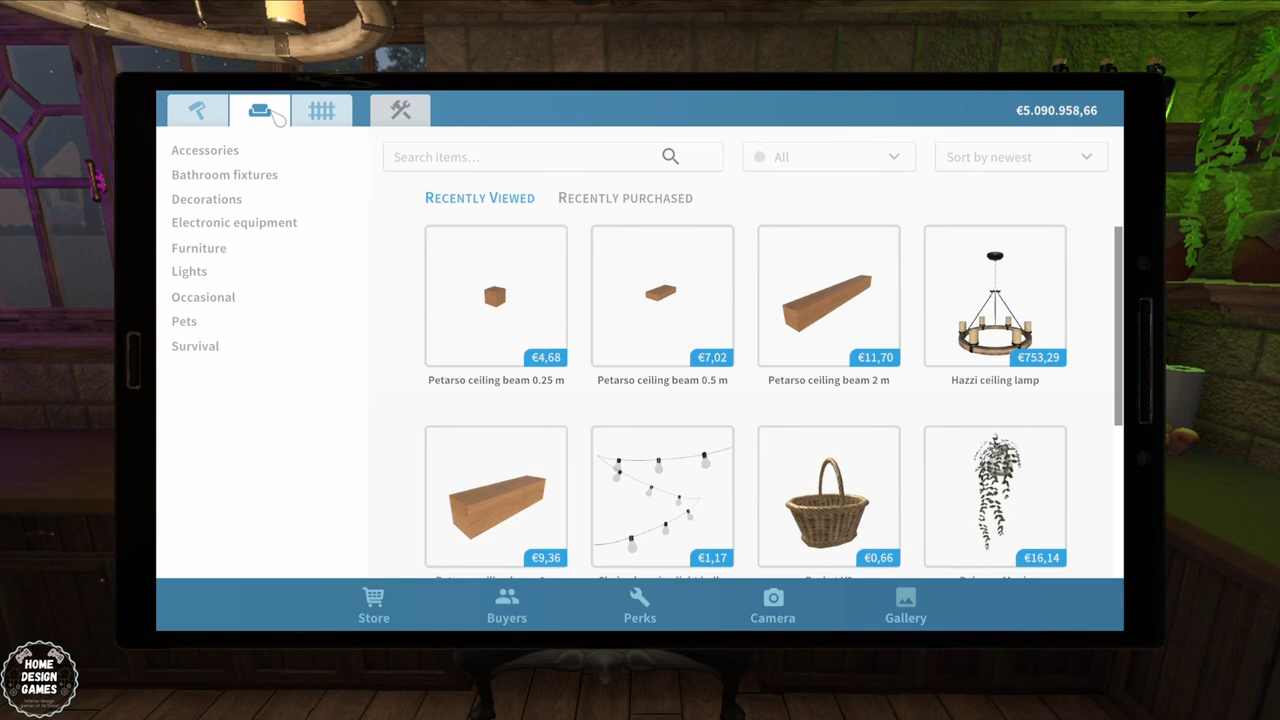 €5.090.958,66
Accessories
Bathroom fixtures
Decorations
Electronic equipment
Furniture
Lights
Occasional
Pets
Survival
Search items...
All
Sort by newest
RECENTLY VIEWED
RECENTLY PURCHASED
€4,68
€7,02
€11,70
€753,29
Petarso ceiling beam 0.25 m
Petarso ceiling beam 0.5 m
Petarso ceiling beam 2 m
Hazzi ceiling lamp
€9,36
€1,17
€0,66
€16,14
Store
Buyers
Perks
Camera
Gallery
HOME
DESIGN
GAMES